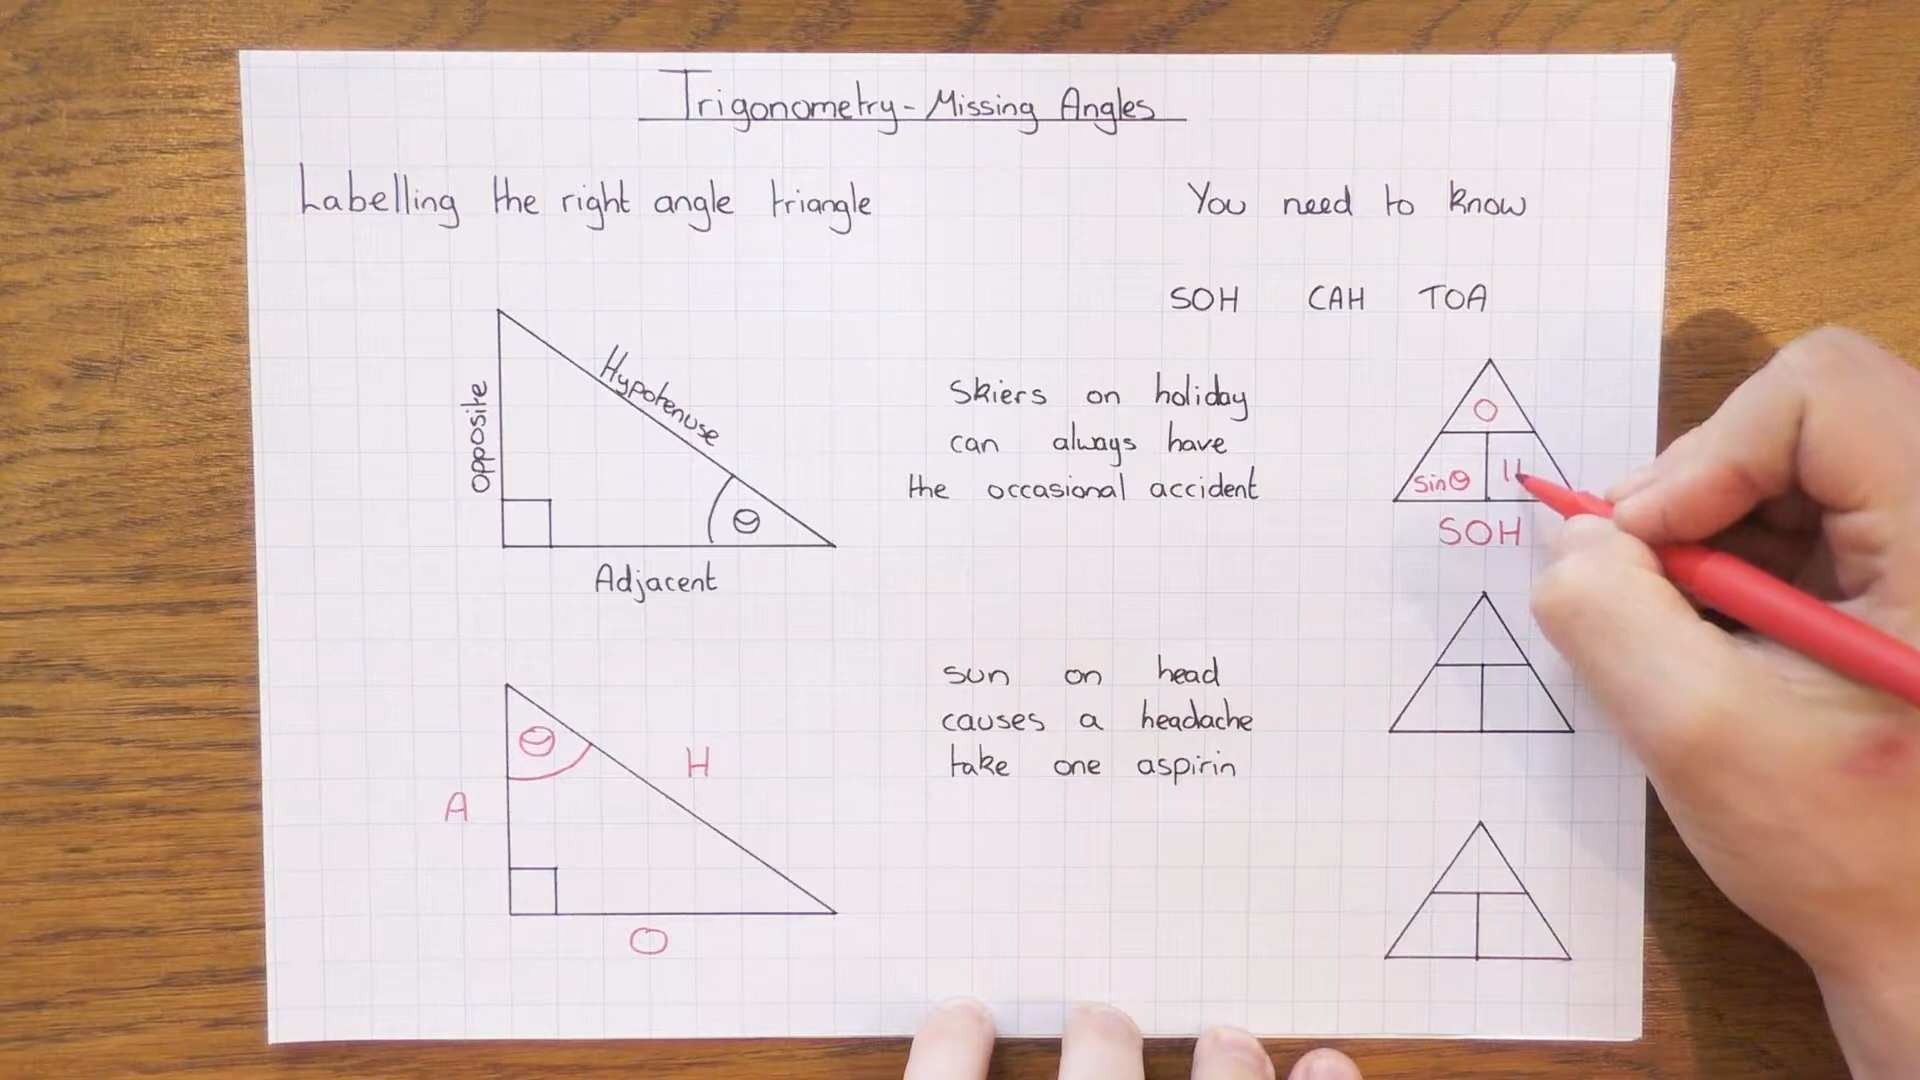 Trigonometry - Missing Angles
Labelling the right angle triangle
You need to know
SOH CAH TOA
Opposite
Hypotenuse
Θ
Adjacent
Skiers on holiday
can always have
the occasional accident
O
SinΘ
SOH
Θ
H
A
O
sun on head
causes a headache
take one aspirin